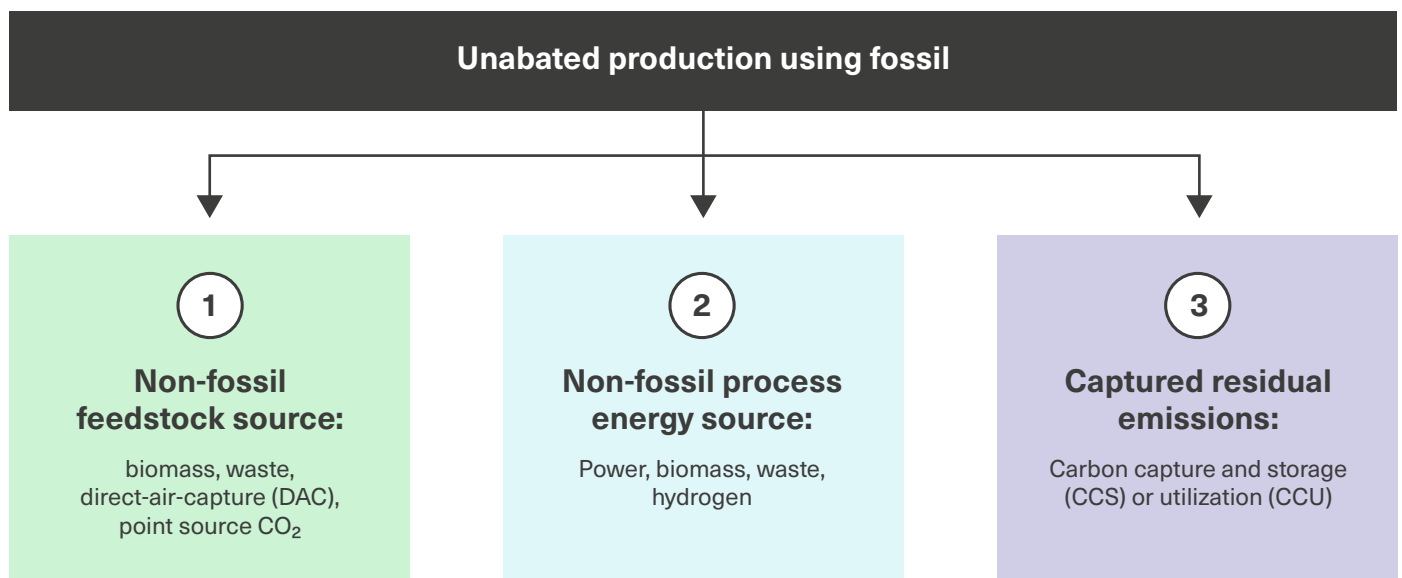 Unabated production using fossil
1
Non-fossil
feedstock source:
biomass, waste,
direct-air-capture (DAC),
point source CO₂
2
Non-fossil process
energy source:
Power, biomass, waste,
hydrogen
3
Captured residual
emissions:
Carbon capture and storage
(CCS) or utilization (CCU)